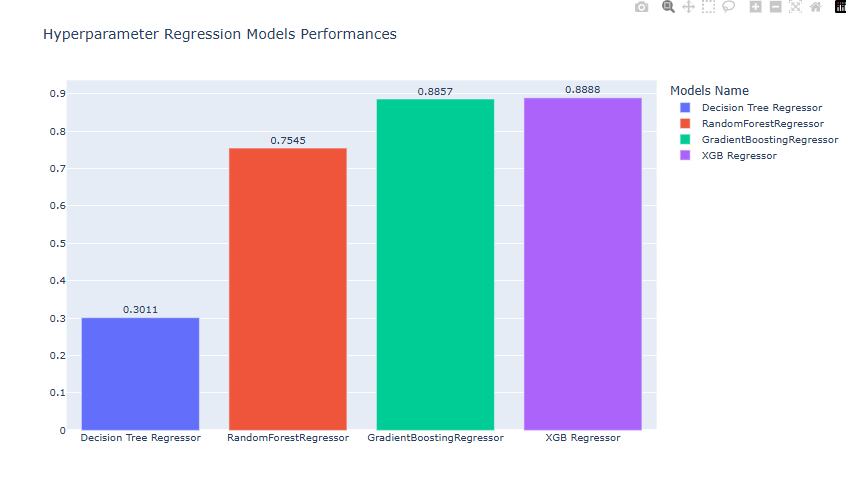 Hyperparameter Regression Models Performances
0.9
0.8
0.7
0.6
0.5
0.4
0.3
0.2
0.1
0
0.3011
0.7545
0.8857
0.8888
Decision Tree Regressor
RandomForestRegressor
GradientBoostingRegressor
XGB Regressor
Models Name
Decision Tree Regressor
RandomForestRegressor
GradientBoostingRegressor
XGB Regressor